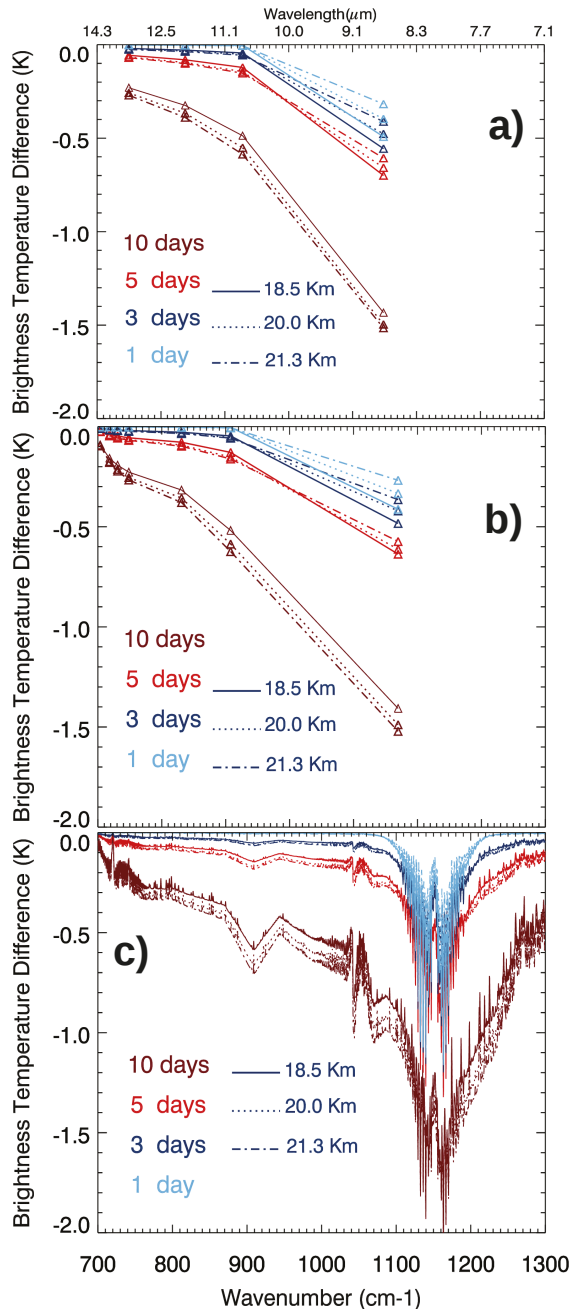 Wavelength(μm)
14.3 12.5 11.1 10.0 9.1 8.3 7.7 7.1
Brightness Temperature Difference (K)
0.0
-0.5
-1.0
-1.5
-2.0
a)
10 days
5 days
3 days
1 day
18.5 Km
20.0 Km
21.3 Km
Brightness Temperature Difference (K)
0.0
-0.5
-1.0
-1.5
-2.0
b)
10 days
5 days
3 days
1 day
18.5 Km
20.0 Km
21.3 Km
Brightness Temperature Difference (K)
0.0
-0.5
-1.0
-1.5
-2.0
c)
10 days
5 days
3 days
1 day
18.5 Km
20.0 Km
21.3 Km
700 800 900 1000 1100 1200 1300
Wavenumber (cm-1)